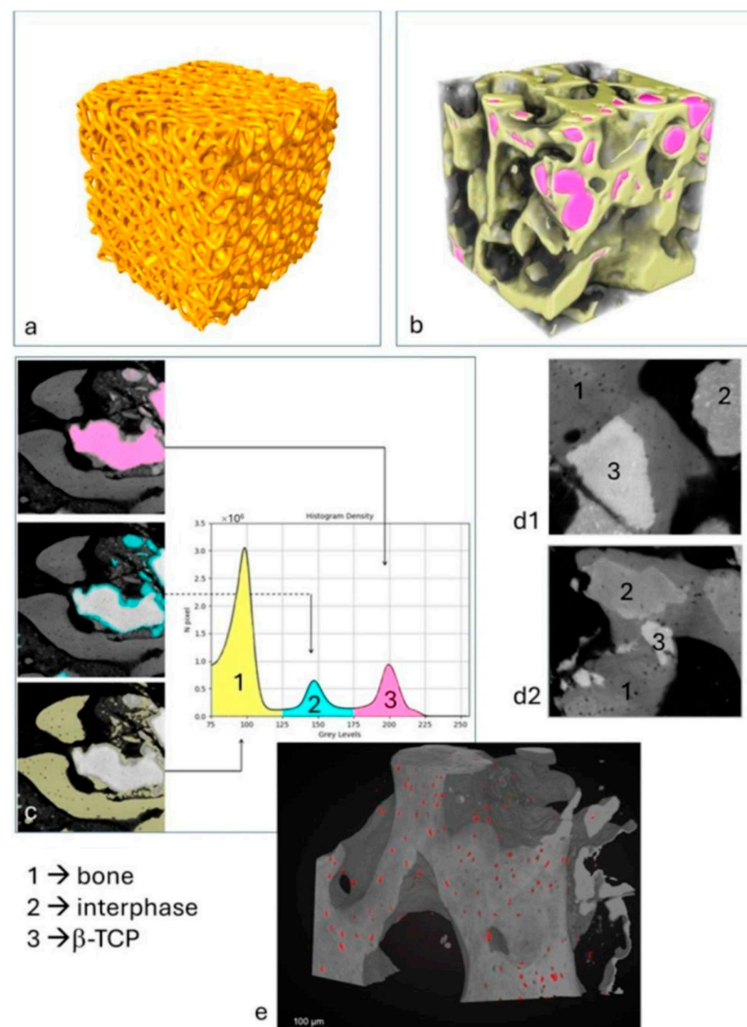 a
b
1
2
3
d1
×10⁶
Histogram Density
3.5
3.0
2.5
2.0
1.5
1.0
0.5
0.0
N pixel
1
2
3
75 100 125 150 175 200 225 250
Grey Levels
c
2
3
1
d2
1 → bone
2 → interphase
3 →β-TCP
100 µm
e